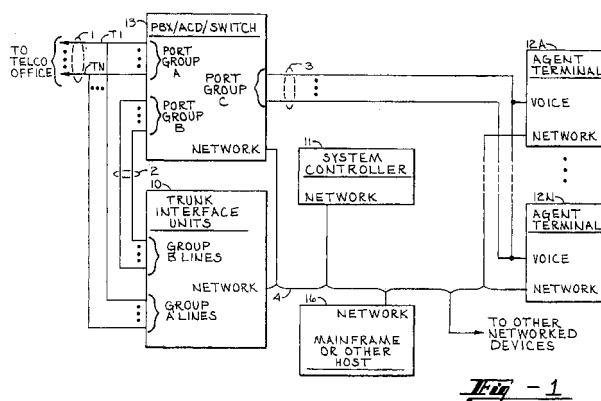 13
PBX/ACD/SWITCH
PORT
GROUP
A
PORT
GROUP
B
PORT
GROUP
C
NETWORK
TO
TELCO
OFFICE
1
T1
TN
2
3
10
TRUNK
INTERFACE
UNITS
GROUP
B LINES
NETWORK
GROUP
A LINES
11
SYSTEM
CONTROLLER
NETWORK
4
16
NETWORK
MAINFRAME
OR OTHER
HOST
12A
AGENT
TERMINAL
VOICE
NETWORK
12N
AGENT
TERMINAL
VOICE
NETWORK
TO OTHER
NETWORKED
DEVICES
Fig - 1